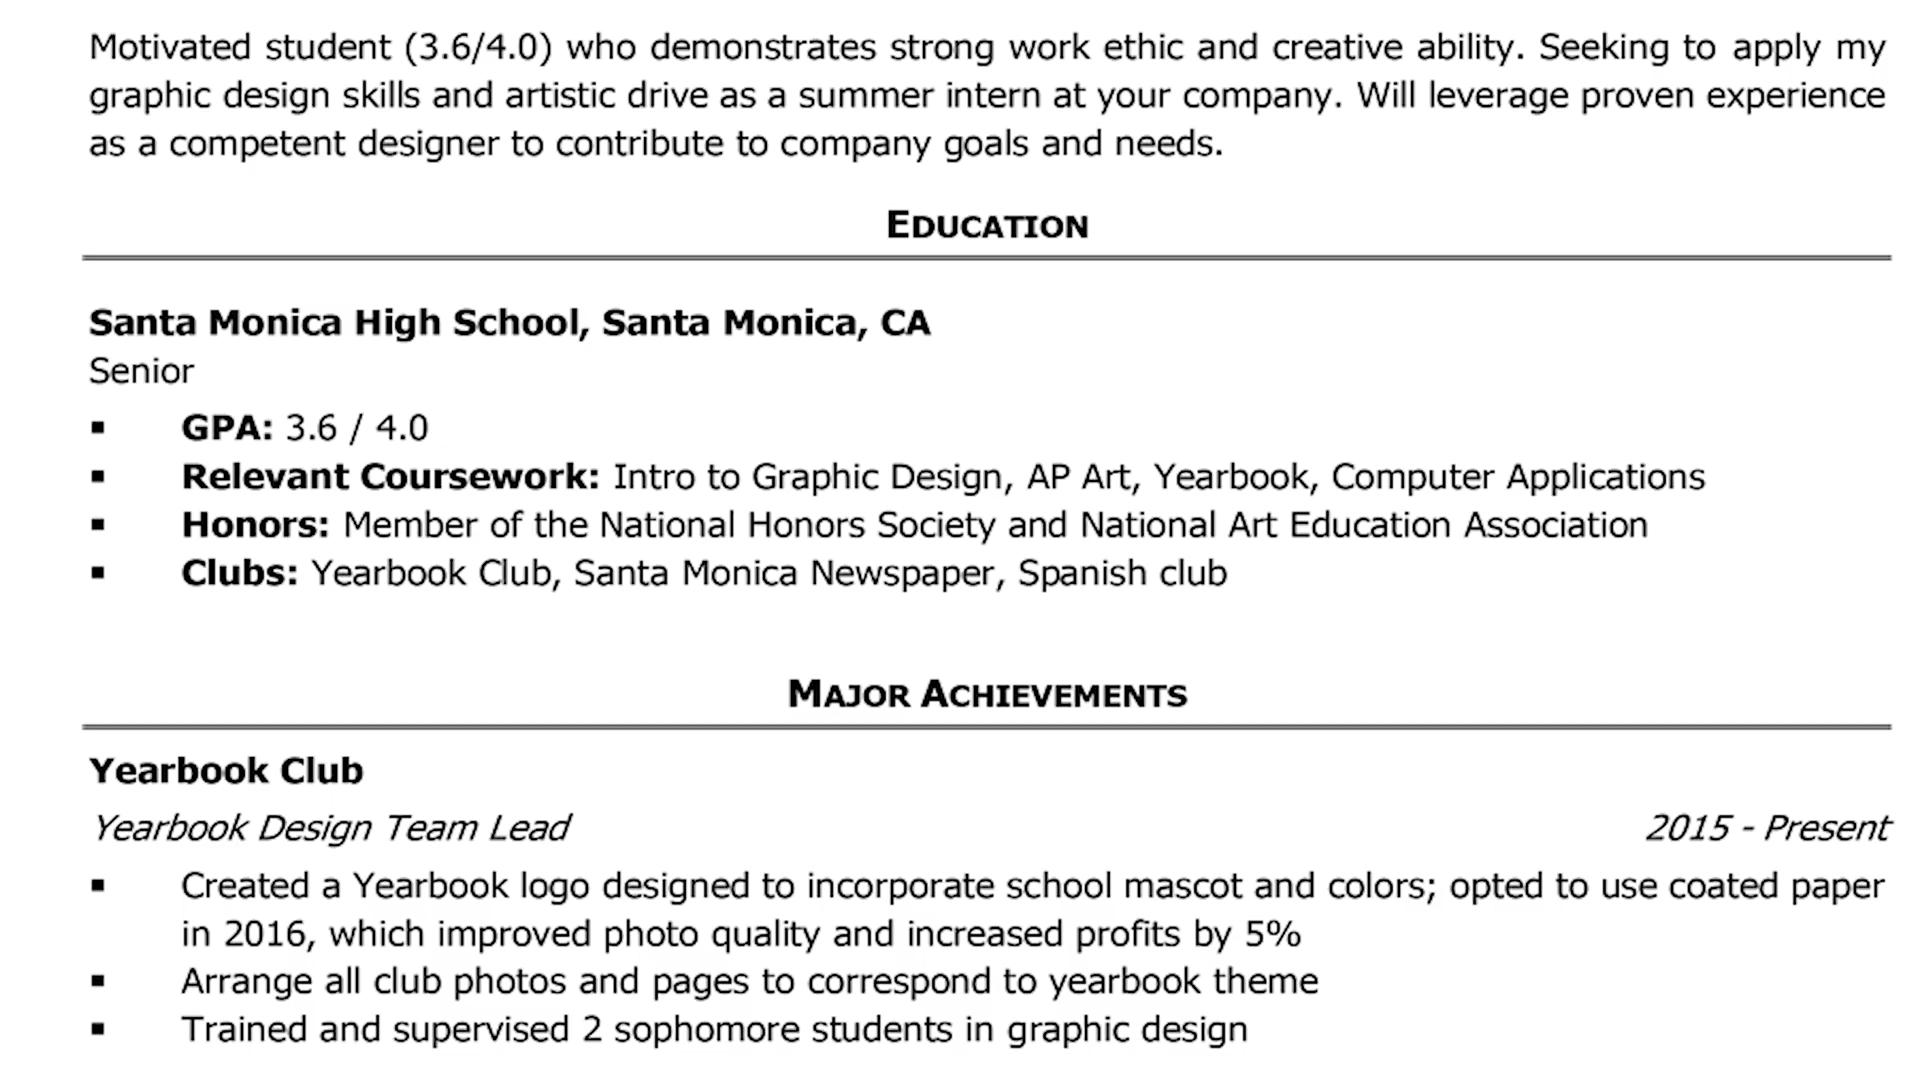 Motivated student (3.6/4.0) who demonstrates strong work ethic and creative ability. Seeking to apply my
graphic design skills and artistic drive as a summer intern at your company. Will leverage proven experience
as a competent designer to contribute to company goals and needs.
EDUCATION
Santa Monica High School, Santa Monica, CA
Senior
▪ GPA: 3.6 / 4.0
▪ Relevant Coursework: Intro to Graphic Design, AP Art, Yearbook, Computer Applications
▪ Honors: Member of the National Honors Society and National Art Education Association
▪ Clubs: Yearbook Club, Santa Monica Newspaper, Spanish club
MAJOR ACHIEVEMENTS
Yearbook Club
Yearbook Design Team Lead 2015 - Present
▪ Created a Yearbook logo designed to incorporate school mascot and colors; opted to use coated paper
in 2016, which improved photo quality and increased profits by 5%
▪ Arrange all club photos and pages to correspond to yearbook theme
▪ Trained and supervised 2 sophomore students in graphic design